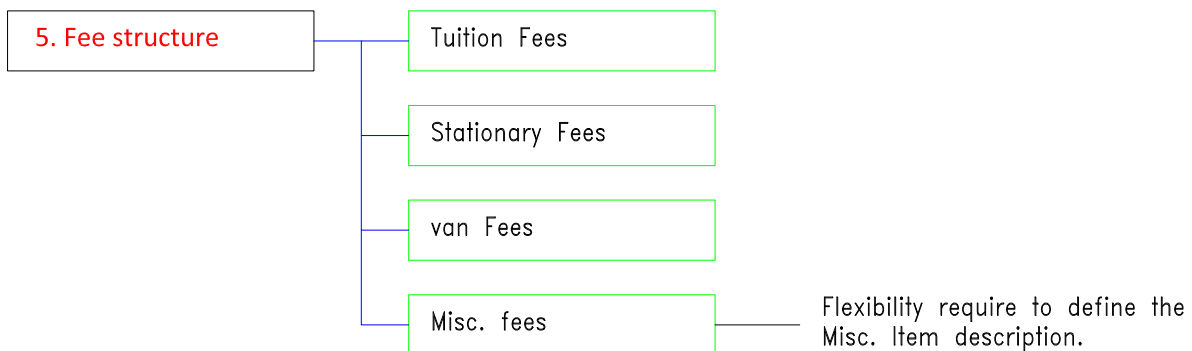 5. Fee structure
Tuition Fees
Stationary Fees
van Fees
Misc. fees
Flexibility require to define the
Misc. Item description.